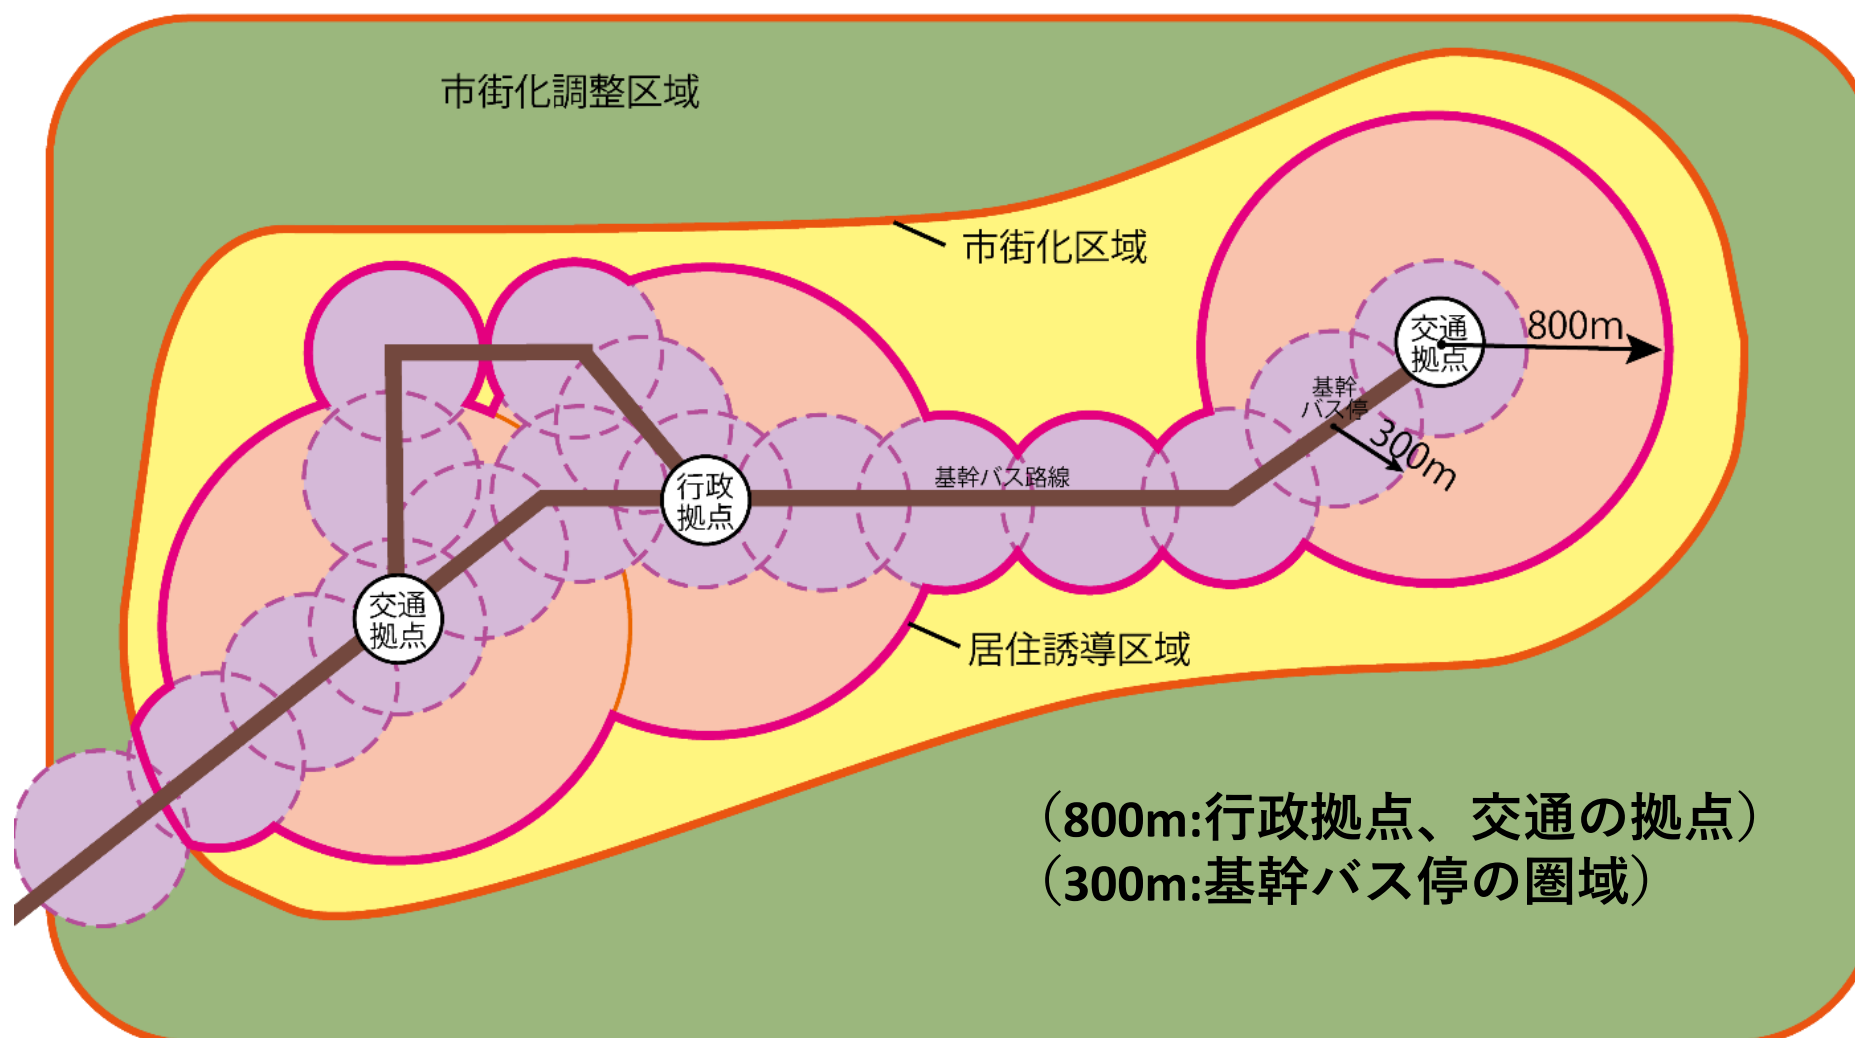 市街化調整区域
市街化区域
交通
拠点
800m
基幹
バス停
300m
基幹バス路線
行政
拠点
交通
拠点
居住誘導区域
（800m:行政拠点、交通の拠点）
（300m:基幹バス停の圏域）